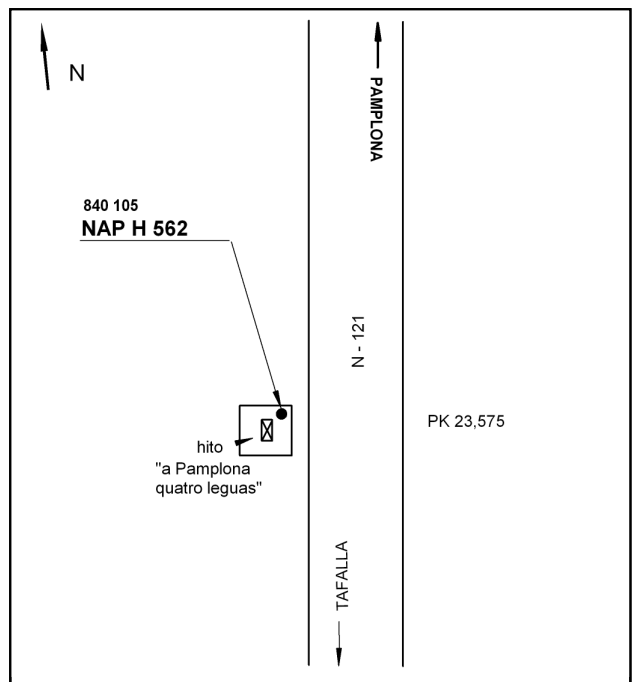 N
PAMPLONA
840 105
NAP H 562
N - 121
PK 23,575
hito
"a Pamplona
quatro leguas"
TAFALLA